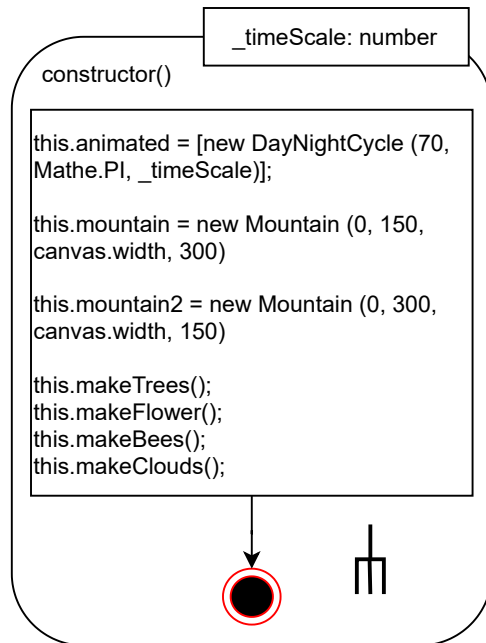 _timeScale: number
constructor()
this.animated = [new DayNightCycle (70,
Mathe.PI, _timeScale)];
this.mountain = new Mountain (0, 150,
canvas.width, 300)
this.mountain2 = new Mountain (0, 300,
canvas.width, 150)
this.makeTrees();
this.makeFlower();
this.makeBees();
this.makeClouds();